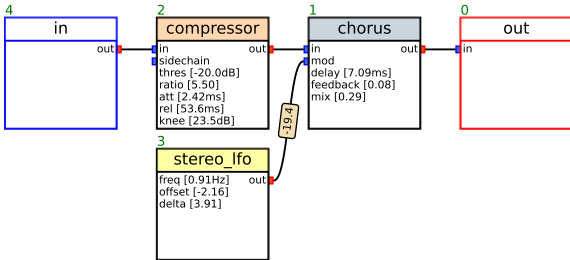 4
in
out
2
compressor
in
out
sidechain
thres [-20.0dB]
ratio [5.50]
att [2.42ms]
rel [53.6ms]
knee [23.5dB]
1
chorus
in
out
mod
delay [7.09ms]
feedback [0.08]
mix [0.29]
0
out
in
-19.4
3
stereo_lfo
freq [0.91Hz]
out
offset [-2.16]
delta [3.91]